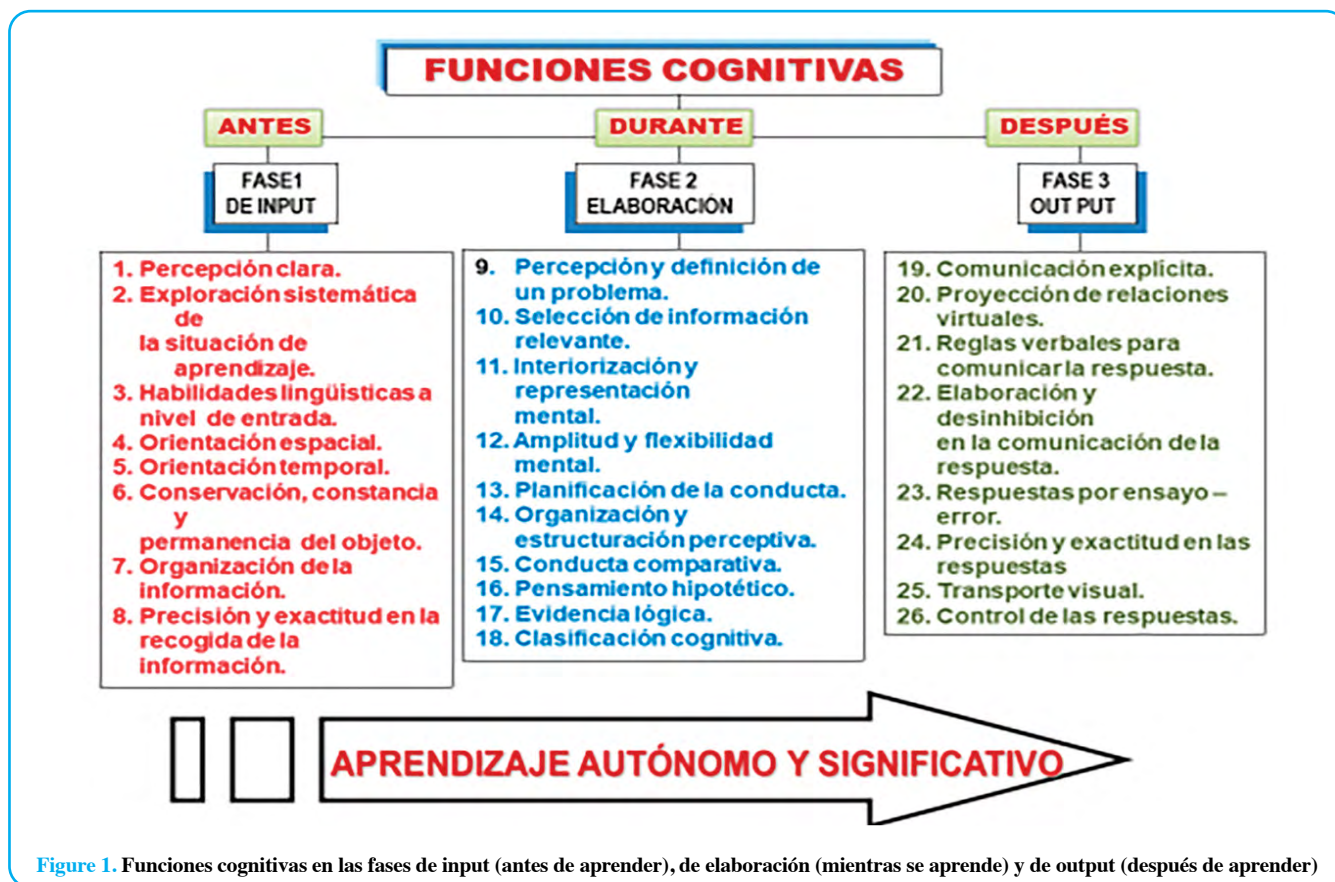 FUNCIONES COGNITIVAS
ANTES
DURANTE
DESPUÉS
FASE1
DE INPUT
FASE 2
ELABORACIÓN
FASE 3
OUT PUT
1. Percepción clara.
2. Exploración sistemática
de
la situación de
aprendizaje.
3. Habilidades lingüisticas a
nivel de entrada.
4. Orientación espacial.
5. Orientación temporal.
6. Conservación, constancia
y
permanencia del objeto.
7. Organización de la
información.
8. Precisión y exactitud en la
recogida de la
información.
9. Percepción y definición de
un problema.
10. Selección de información
relevante.
11. Interiorización y
representación
mental.
12. Amplitud y flexibilidad
mental.
13. Planificación de la conducta.
14. Organización y
estructuración perceptiva.
15. Conducta comparativa.
16. Pensamiento hipotético.
17. Evidencia lógica.
18. Clasificación cognitiva.
19. Comunicación explícita.
20. Proyección de relaciones
virtuales.
21. Reglas verbales para
comunicar la respuesta.
22. Elaboración y
desinhibición
en la comunicación de la
respuesta.
23. Respuestas por ensayo –
error.
24. Precisión y exactitud en las
respuestas
25. Transporte visual.
26. Control de las respuestas.
APRENDIZAJE AUTÓNOMO Y SIGNIFICATIVO
Figure 1. Funciones cognitivas en las fases de input (antes de aprender), de elaboración (mientras se aprende) y de output (después de aprender)